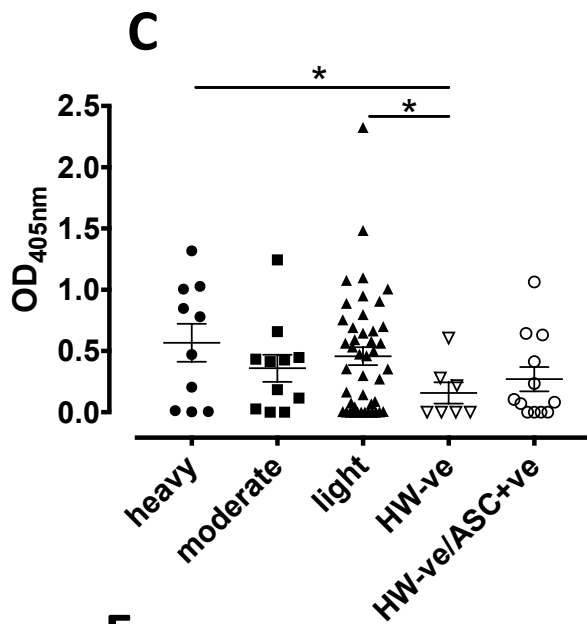 C
*
*
2.5
2.0
1.5
1.0
0.5
0.0
OD405nm
heavy
moderate
light
HW-ve
HW-ve/ASC+ve